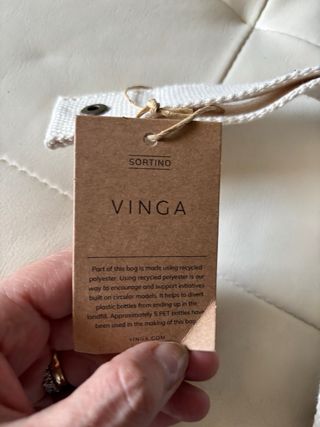 SORTINO
VINGA
Part of this bag is made using recycled
polyester. Using recycled polyester is our
way to encourage and support initiatives
built on circular models. It helps to divert
plastic bottles from ending up in the
landfill. Approximately 5 PET bottles have
been used in the making of this bag.
VINGA.COM